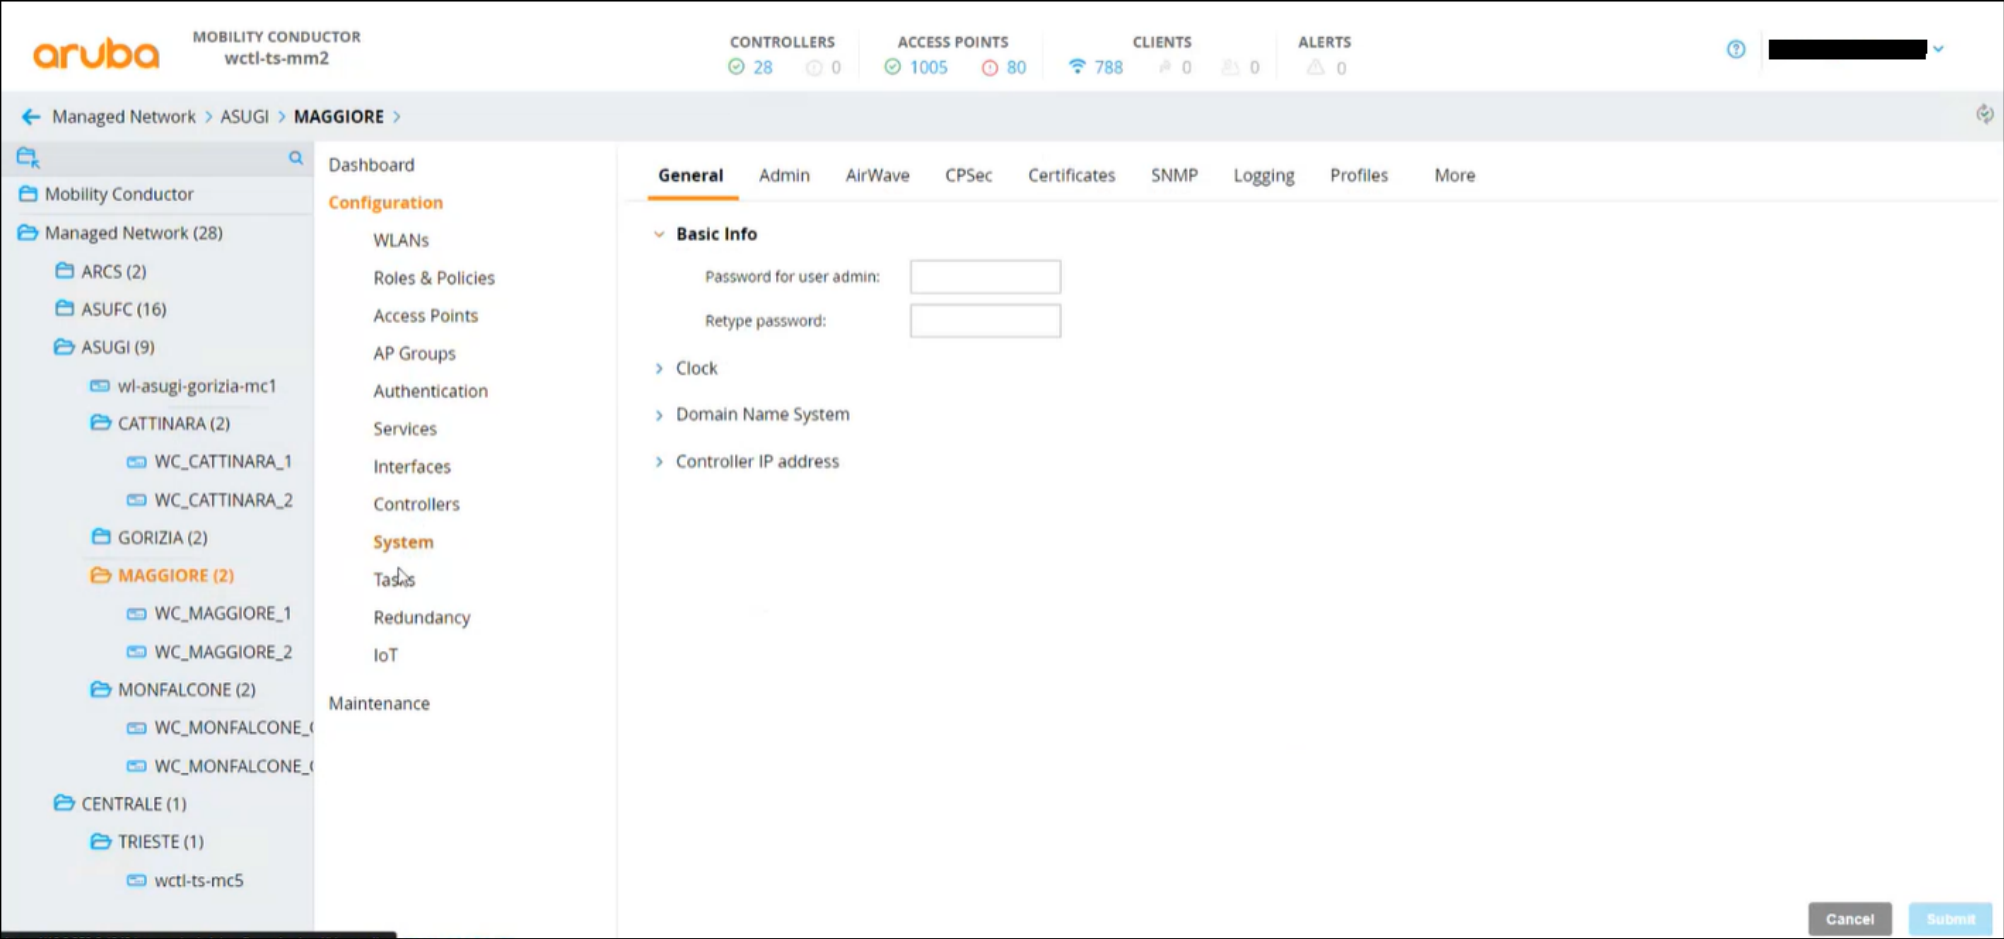 aruba
MOBILITY CONDUCTOR
wctl-ts-mm2
CONTROLLERS
28 0
ACCESS POINTS
1005 80
CLIENTS
788 0 0
ALERTS
0
Managed Network > ASUGI > MAGGIORE >
Mobility Conductor
Managed Network (28)
ARCS (2)
ASUFC (16)
ASUGI (9)
wl-asugi-gorizia-mc1
CATTINARA (2)
WC_CATTINARA_1
WC_CATTINARA_2
GORIZIA (2)
MAGGIORE (2)
WC_MAGGIORE_1
WC_MAGGIORE_2
MONFALCONE (2)
WC_MONFALCONE_
WC_MONFALCONE_
CENTRALE (1)
TRIESTE (1)
wctl-ts-mc5
Dashboard
Configuration
WLANs
Roles & Policies
Access Points
AP Groups
Authentication
Services
Interfaces
Controllers
System
Tasks
Redundancy
IoT
Maintenance
General Admin AirWave CPSec Certificates SNMP Logging Profiles More
Basic Info
Password for user admin:
Retype password:
> Clock
> Domain Name System
> Controller IP address
Cancel Submit